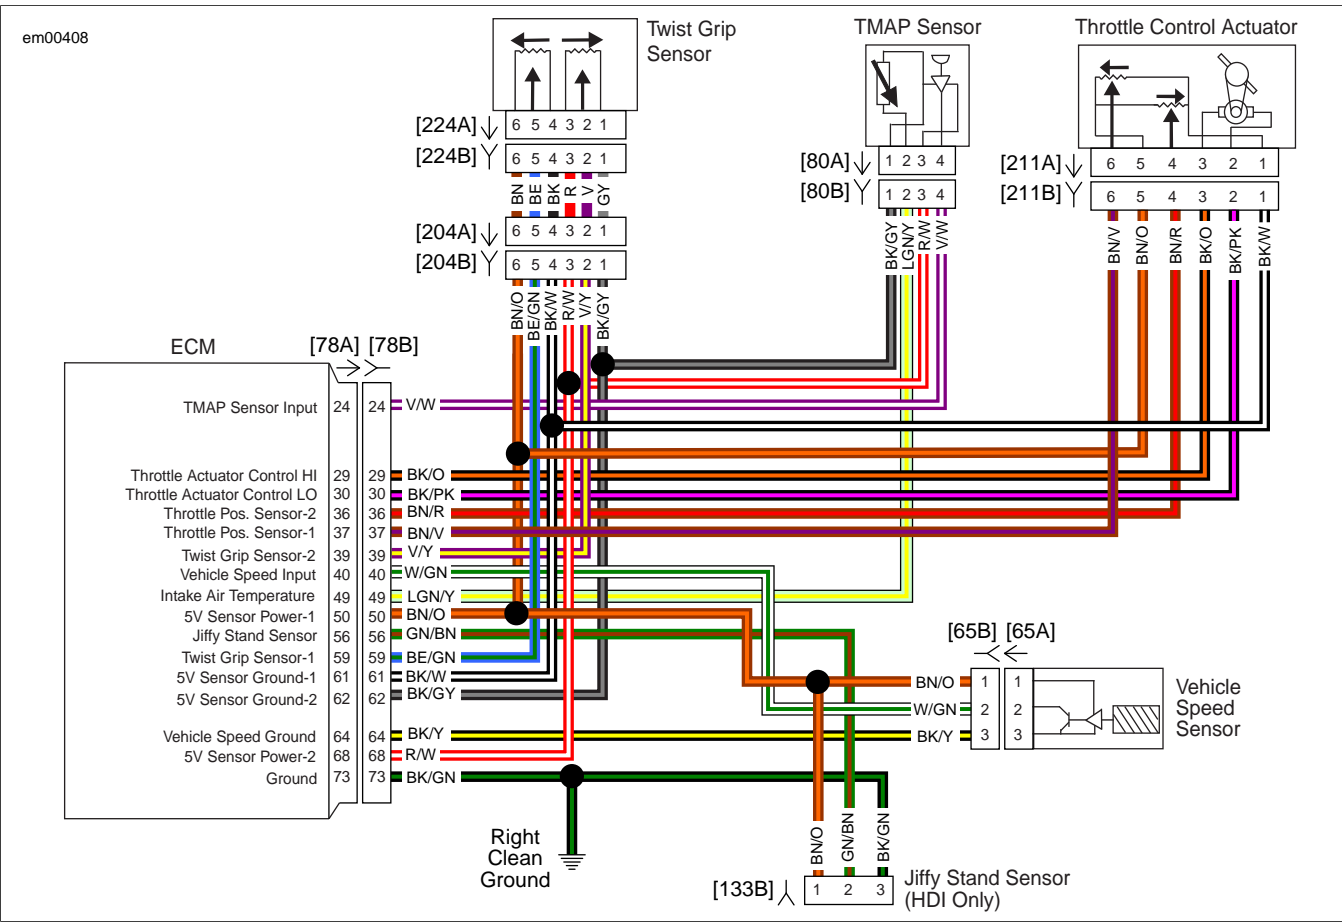 em00408
Twist Grip
Sensor
TMAP Sensor
Throttle Control Actuator
[224A] 6 5 4 3 2 1
[224B] 6 5 4 3 2 1
BN BE BK R V GY
[204A] 6 5 4 3 2 1
[204B] 6 5 4 3 2 1
BN/O BE/GN BK/W R/W V/Y BK/GY
[80A] 1 2 3 4
[80B] 1 2 3 4
BK/GY LGN/Y R/W V/W
[211A] 6 5 4 3 2 1
[211B] 6 5 4 3 2 1
BN/V BN/O BN/R BK/O BK/PK BK/W
ECM [78A] [78B]
TMAP Sensor Input 24 24 V/W
Throttle Actuator Control HI 29 29 BK/O
Throttle Actuator Control LO 30 30 BK/PK
Throttle Pos. Sensor-2 36 36 BN/R
Throttle Pos. Sensor-1 37 37 BN/V
Twist Grip Sensor-2 39 39 V/Y
Vehicle Speed Input 40 40 W/GN
Intake Air Temperature 49 49 LGN/Y
5V Sensor Power-1 50 50 BN/O
Jiffy Stand Sensor 56 56 GN/BN
Twist Grip Sensor-1 59 59 BE/GN
5V Sensor Ground-1 61 61 BK/W
5V Sensor Ground-2 62 62 BK/GY
Vehicle Speed Ground 64 64 BK/Y
5V Sensor Power-2 68 68 R/W
Ground 73 73 BK/GN
[65B] [65A]
BN/O 1 1
W/GN 2 2
BK/Y 3 3
Vehicle
Speed
Sensor
Right
Clean
Ground
BN/O GN/BN BK/GN
[133B] 1 2 3
Jiffy Stand Sensor
(HDI Only)